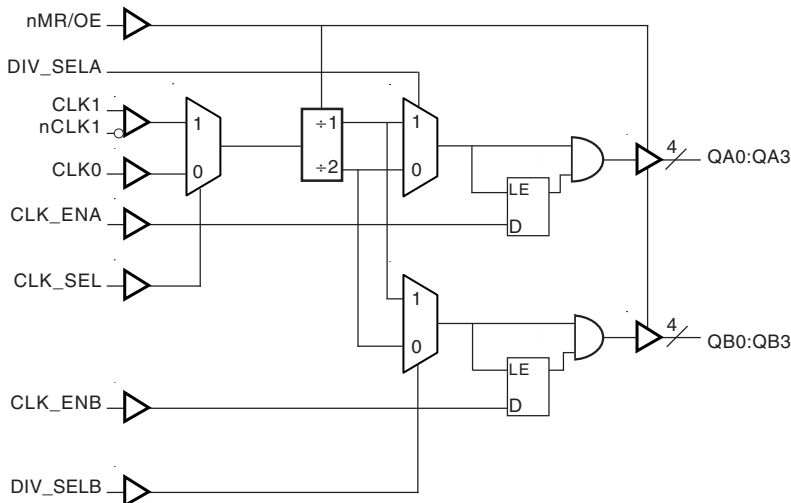 nMR/OE
DIV_SELA
CLK1
nCLK1
CLK0
CLK_ENA
CLK_SEL
CLK_ENB
DIV_SELB
1
0
÷1
÷2
1
0
LE
D
4
QA0:QA3
1
0
LE
D
4
QB0:QB3